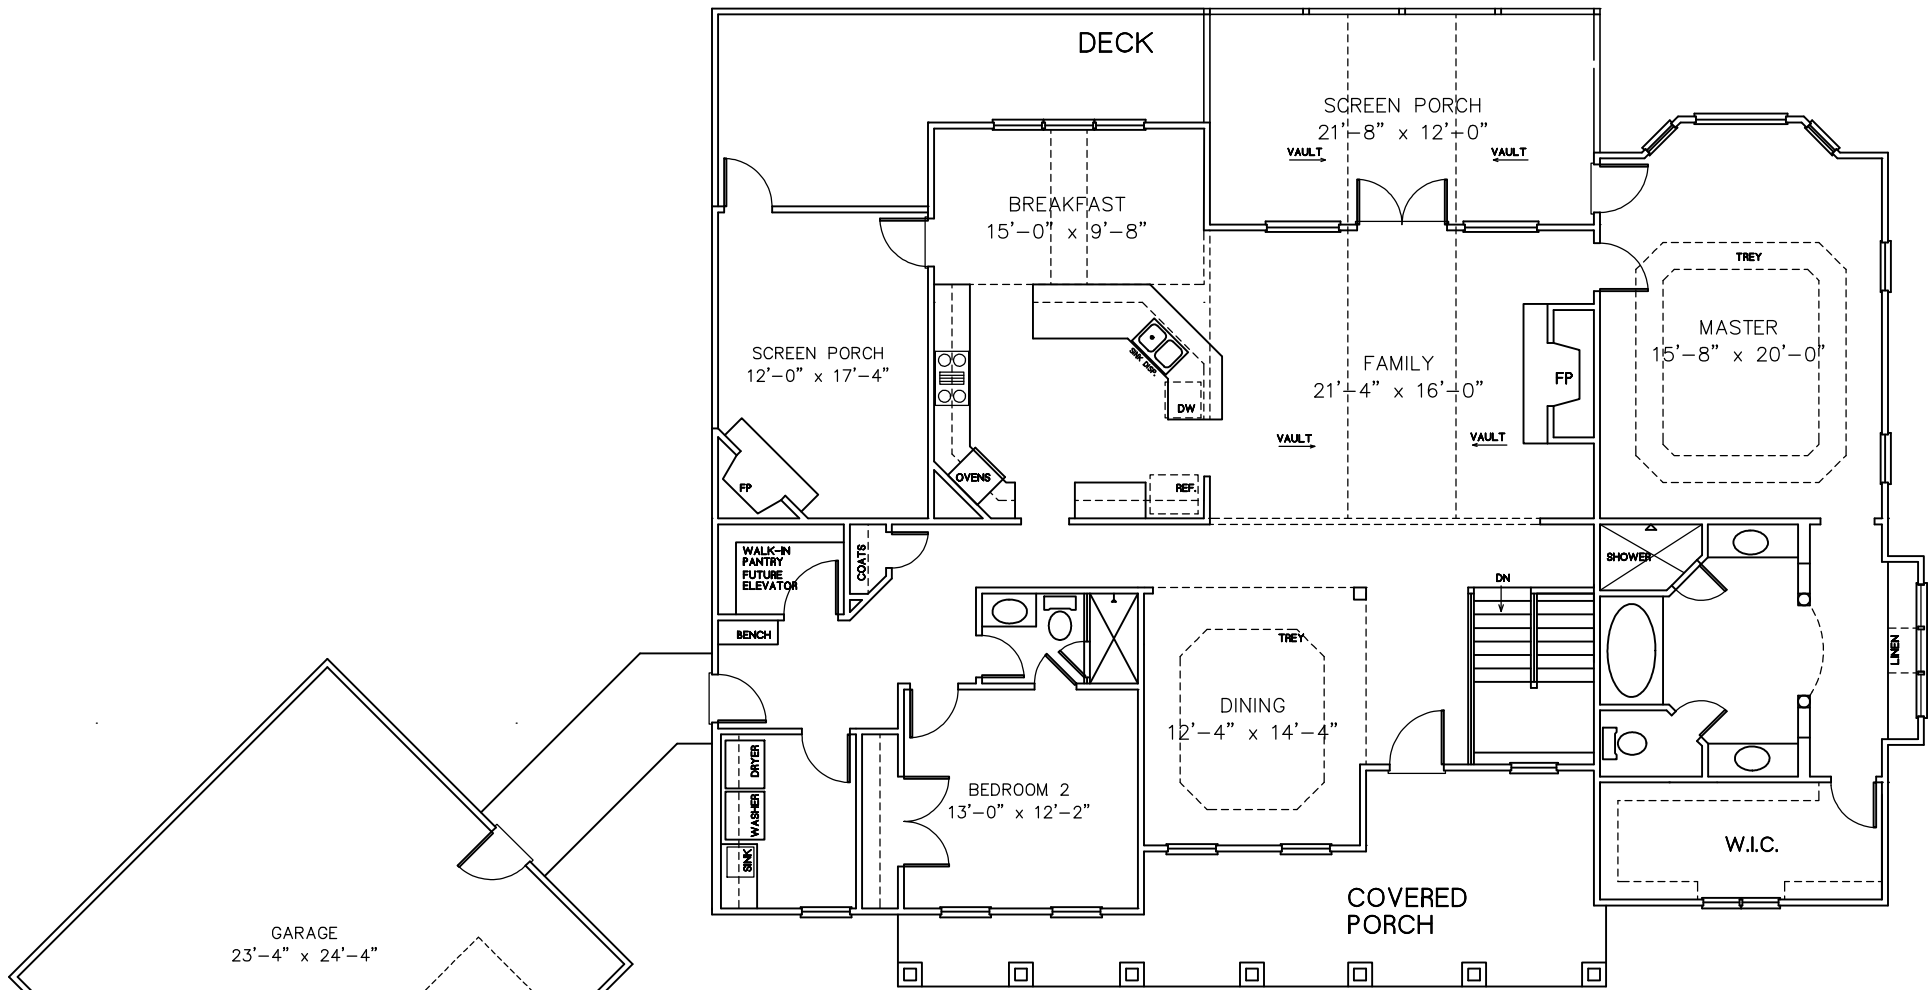 DECK
SCREEN PORCH
21'-8" x 12'-0"
VAULT
VAULT
BREAKFAST
15'-0" x 9'-8"
TREY
MASTER
15'-8" x 20'-0"
SCREEN PORCH
12'-0" x 17'-4"
SINK DISP.
DW
FAMILY
21'-4" x 16'-0"
FP
VAULT
VAULT
FP
OVENS
REF.
WALK-IN
PANTRY
FUTURE
ELEVATOR
COATS
SHOWER
DN
BENCH
TREY
LINEN
DINING
12'-4" x 14'-4"
DRYER
WASHER
SINK
BEDROOM 2
13'-0" x 12'-2"
W.I.C.
COVERED
PORCH
GARAGE
23'-4" x 24'-4"